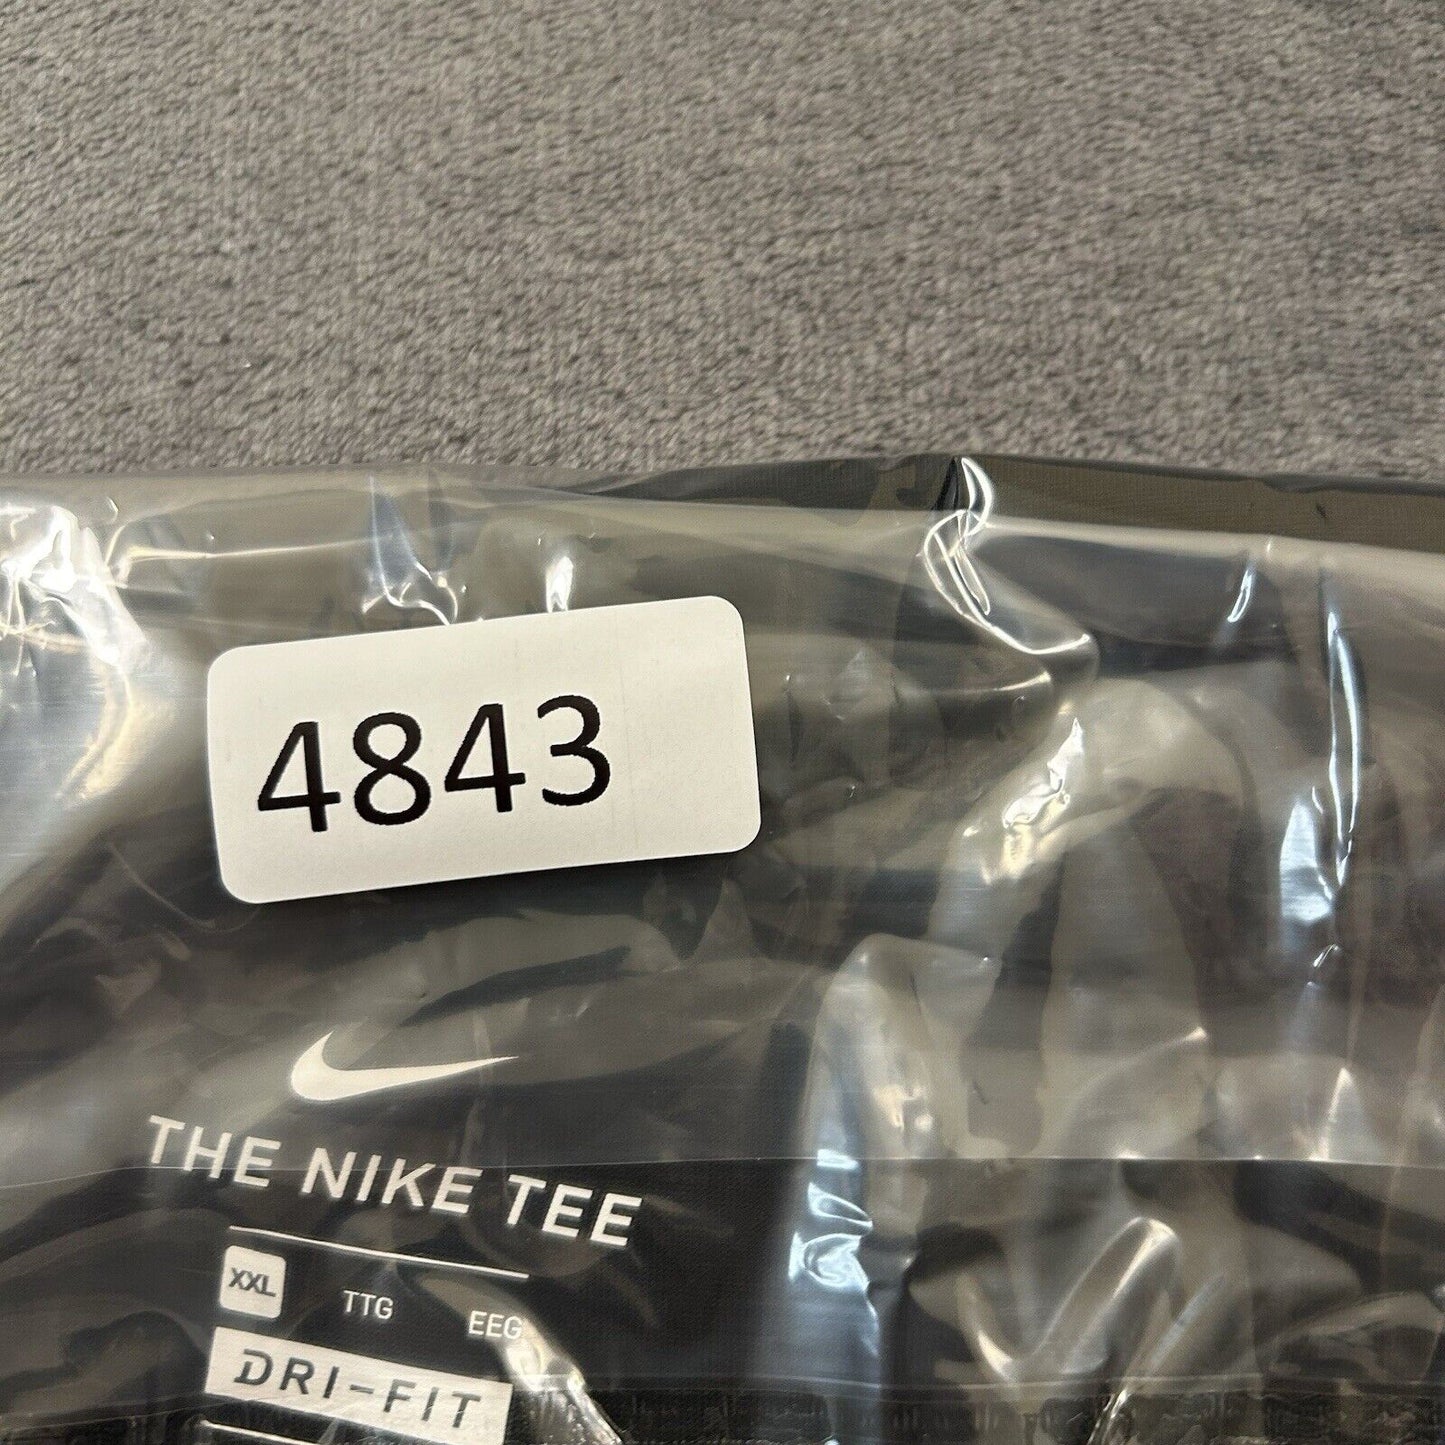 4843
THE NIKE TEE
XXL TTG EEG
DRI-FIT